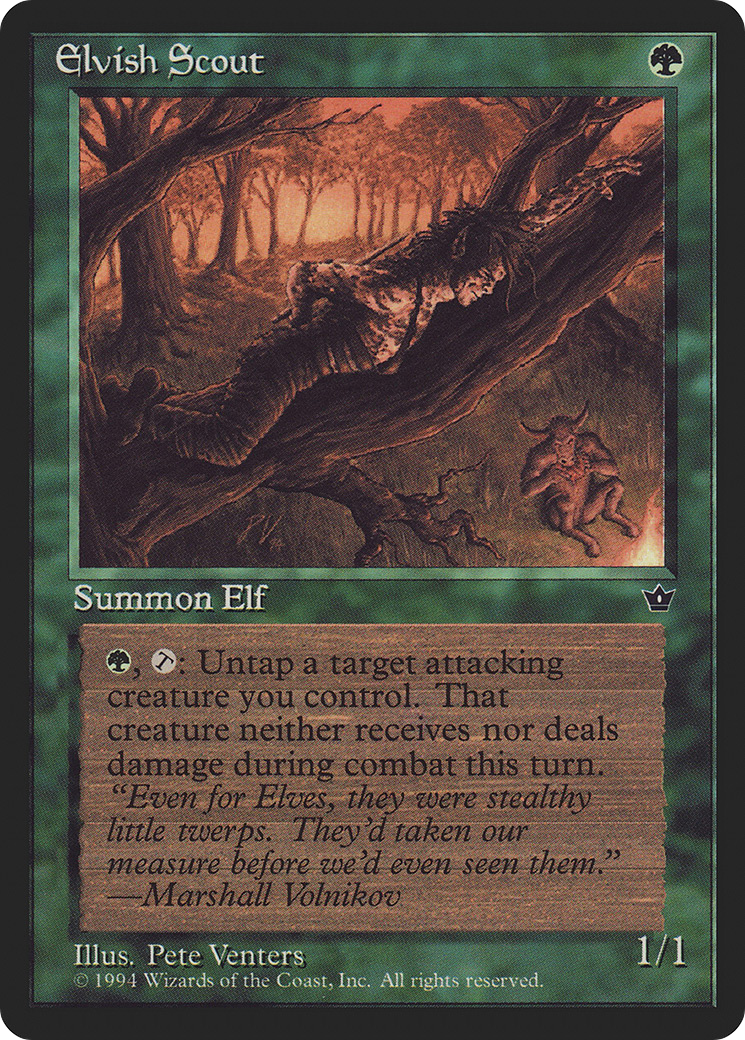 Elvish Scout
Summon Elf
, T: Untap a target attacking
creature you control. That
creature neither receives nor deals
damage during combat this turn.
“Even for Elves, they were stealthy
little twerps. They’d taken our
measure before we’d even seen them.”
—Marshall Volnikov
Illus. Pete Venters
1/1
© 1994 Wizards of the Coast, Inc. All rights reserved.